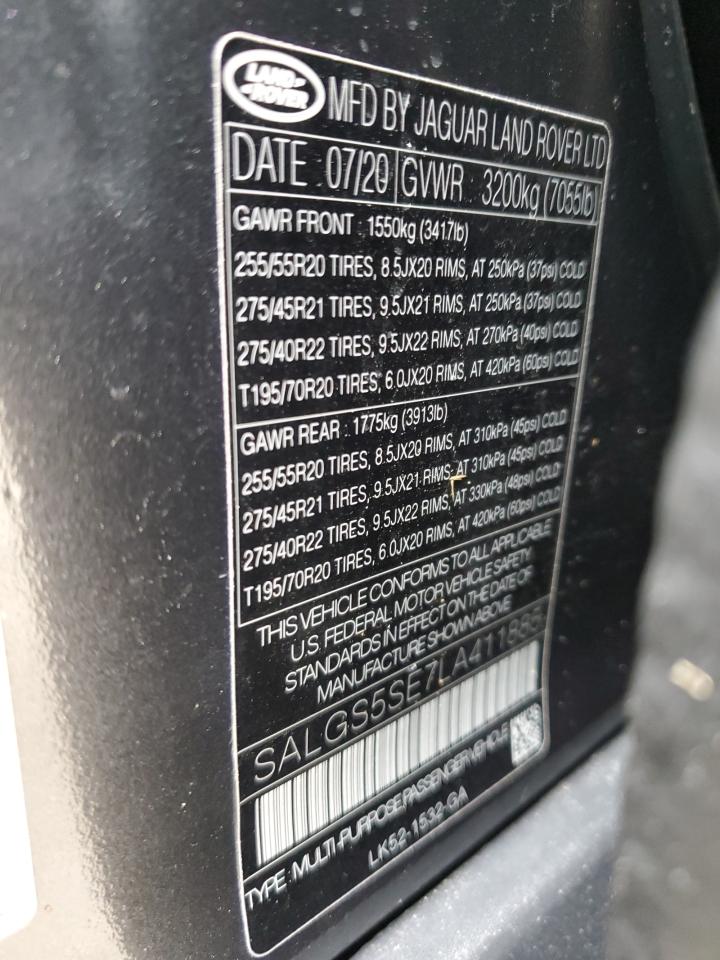 LAND ROVER
MFD BY JAGUAR LAND ROVER LTD
DATE 07/20 GVWR 3200kg (7055lb)
GAWR FRONT : 1550kg (3417lb)
255/55R20 TIRES, 8.5JX20 RIMS, AT 250kPa (37psi) COLD
275/45R21 TIRES, 9.5JX21 RIMS, AT 250kPa (37psi) COLD
275/40R22 TIRES, 9.5JX22 RIMS, AT 270kPa (40psi) COLD
T195/70R20 TIRES, 6.0JX20 RIMS, AT 420kPa (60psi) COLD
GAWR REAR : 1775kg (3913lb)
255/55R20 TIRES, 8.5JX20 RIMS, AT 310kPa (45psi) COLD
275/45R21 TIRES, 9.5JX21 RIMS, AT 310kPa (45psi) COLD
275/40R22 TIRES, 9.5JX22 RIMS, AT 330kPa (48psi) COLD
T195/70R20 TIRES, 6.0JX20 RIMS, AT 420kPa (60psi) COLD
THIS VEHICLE CONFORMS TO ALL APPLICABLE
U.S. FEDERAL MOTOR VEHICLE SAFETY
STANDARDS IN EFFECT ON THE DATE OF
MANUFACTURE SHOWN ABOVE
SALGS5SE7LA411885
TYPE : MULTI-PURPOSE PASSENGER VEHICLE
LK52-1532-GA